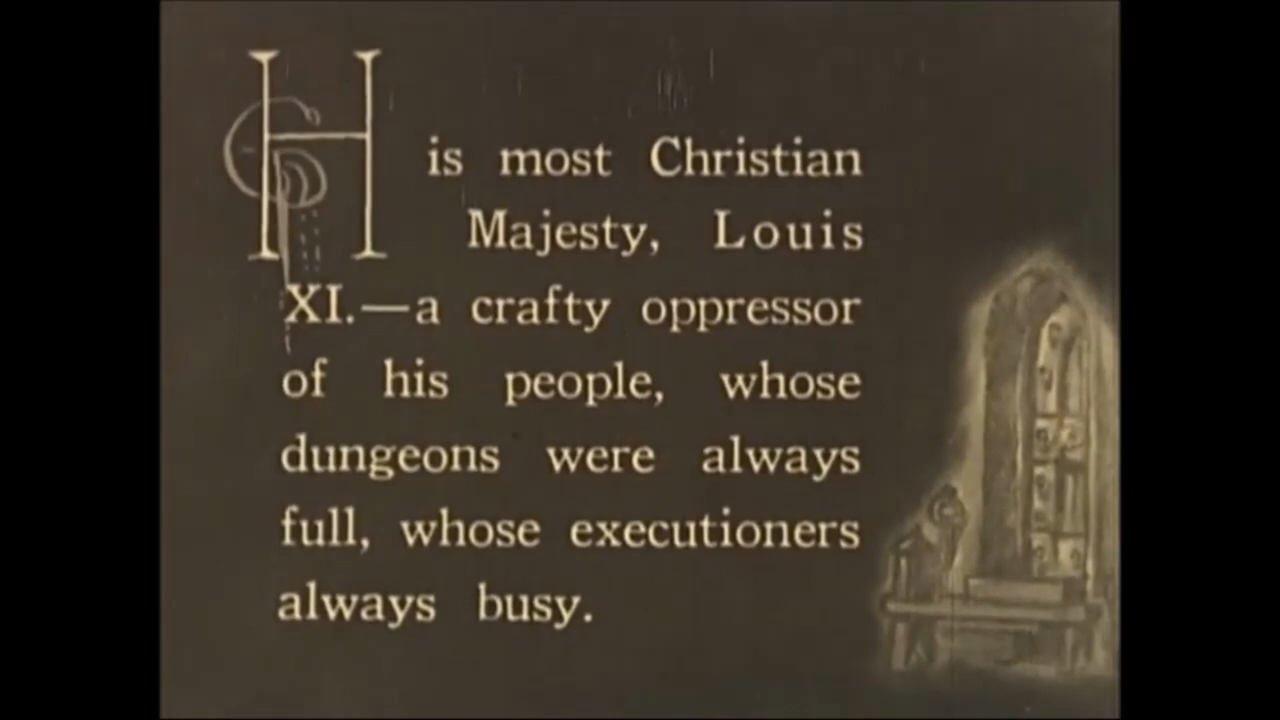 His most Christian
Majesty, Louis
XI.—a crafty oppressor
of his people, whose
dungeons were always
full, whose executioners
always busy.